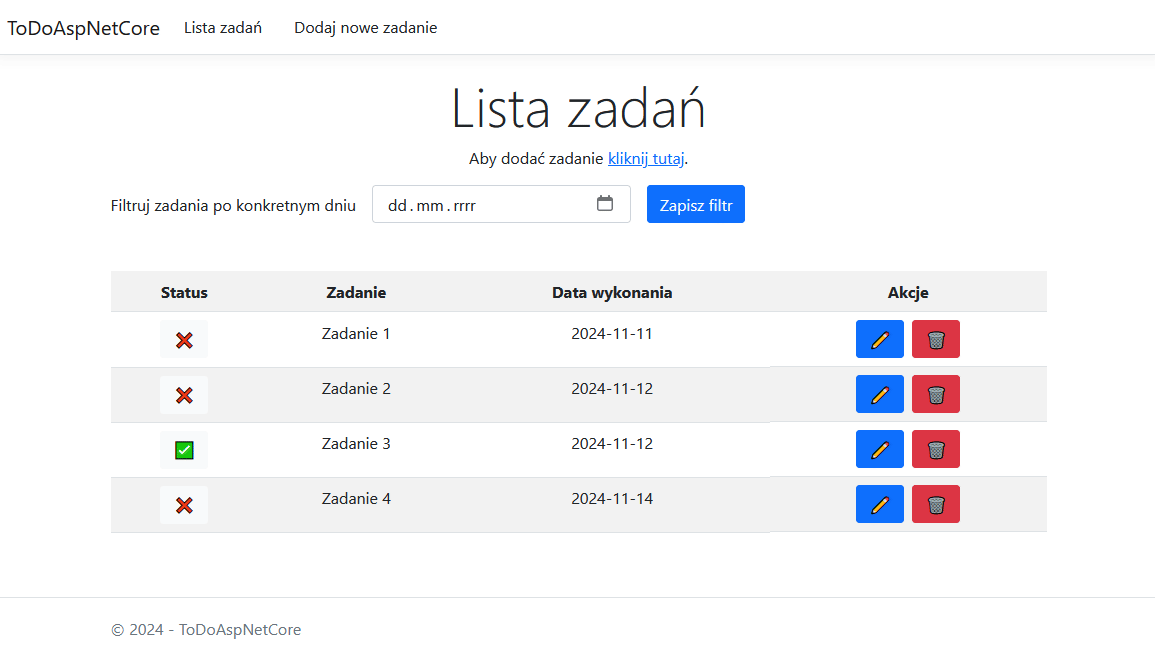 ToDoAspNetCore Lista zadań Dodaj nowe zadanie
Lista zadań
Aby dodać zadanie kliknij tutaj.
Filtruj zadania po konkretnym dniu dd.mm.rrrr Zapisz filtr
Status Zadanie Data wykonania Akcje
Zadanie 1 2024-11-11
Zadanie 2 2024-11-12
Zadanie 3 2024-11-12
Zadanie 4 2024-11-14
© 2024 - ToDoAspNetCore